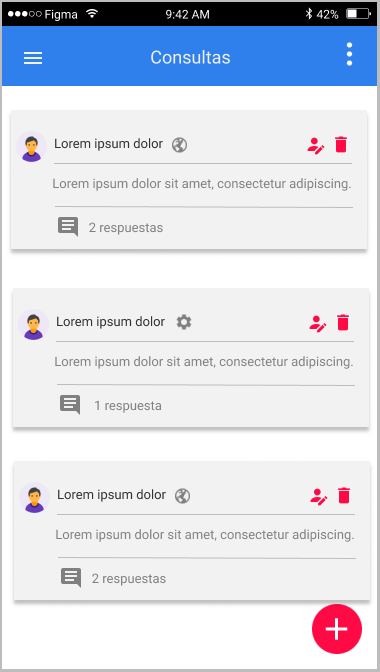 Figma 9:42 AM 42%
Consultas
Lorem ipsum dolor
Lorem ipsum dolor sit amet, consectetur adipiscing.
2 respuestas
Lorem ipsum dolor
Lorem ipsum dolor sit amet, consectetur adipiscing.
1 respuesta
Lorem ipsum dolor
Lorem ipsum dolor sit amet, consectetur adipiscing.
2 respuestas